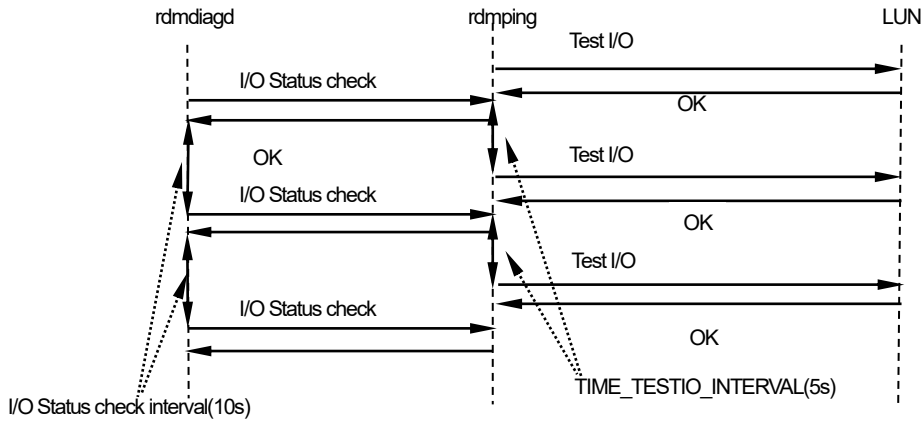 rdmdiagd rdmping LUN
Test I/O
I/O Status check
OK
OK
Test I/O
I/O Status check
OK
Test I/O
I/O Status check
OK
TIME_TESTIO_INTERVAL(5s)
I/O Status check interval(10s)